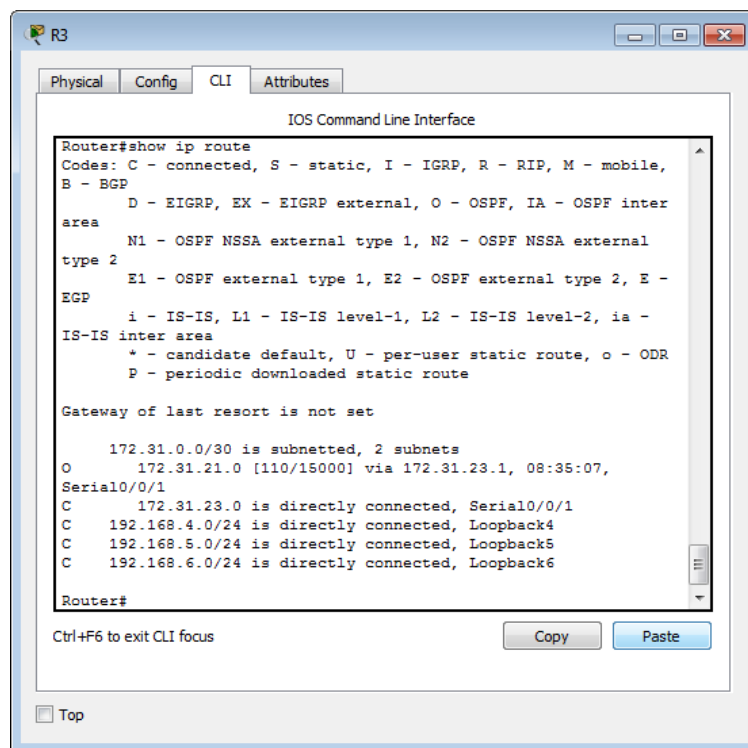 R3
Physical Config CLI Attributes
IOS Command Line Interface
Router#show ip route
Codes: C - connected, S - static, I - IGRP, R - RIP, M - mobile,
B - BGP
D - EIGRP, EX - EIGRP external, O - OSPF, IA - OSPF inter
area
N1 - OSPF NSSA external type 1, N2 - OSPF NSSA external
type 2
E1 - OSPF external type 1, E2 - OSPF external type 2, E -
EGP
i - IS-IS, L1 - IS-IS level-1, L2 - IS-IS level-2, ia -
IS-IS inter area
* - candidate default, U - per-user static route, o - ODR
P - periodic downloaded static route
Gateway of last resort is not set
172.31.0.0/30 is subnetted, 2 subnets
O 172.31.21.0 [110/15000] via 172.31.23.1, 08:35:07,
Serial0/0/1
C 172.31.23.0 is directly connected, Serial0/0/1
C 192.168.4.0/24 is directly connected, Loopback4
C 192.168.5.0/24 is directly connected, Loopback5
C 192.168.6.0/24 is directly connected, Loopback6
Router#
Ctrl+F6 to exit CLI focus Copy Paste
Top